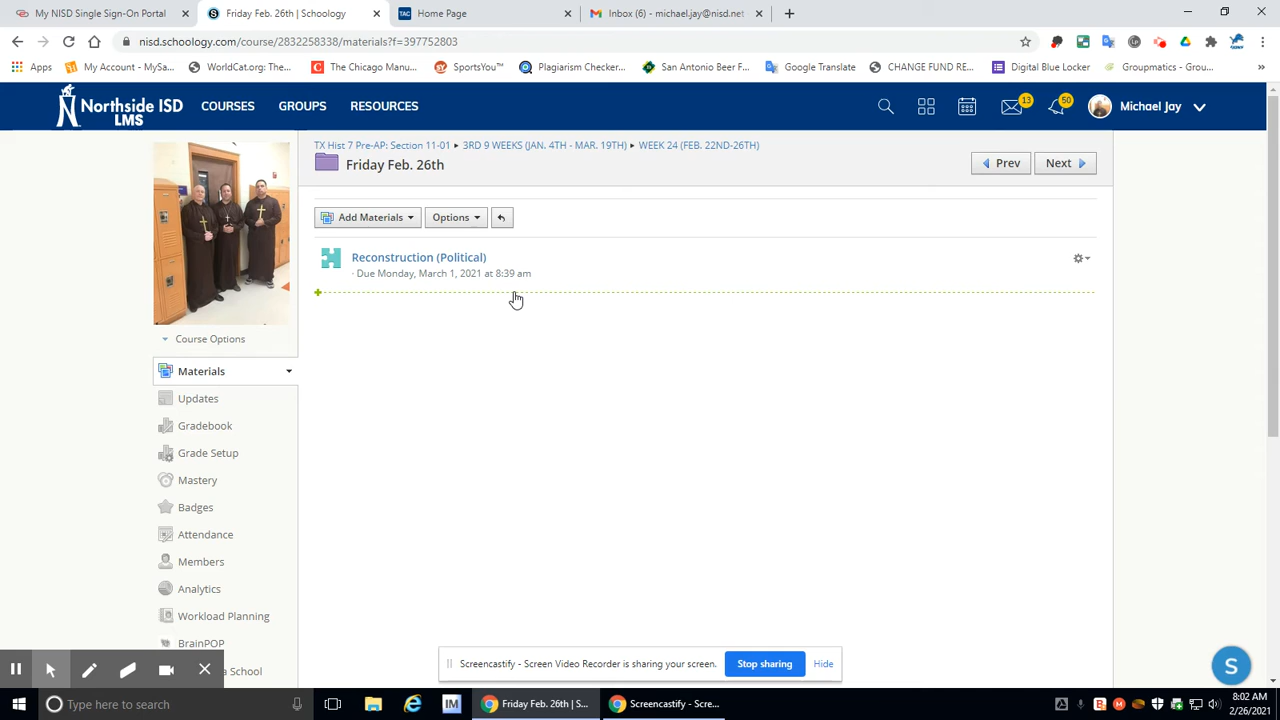 My NISD Single Sign-On Portal
Friday Feb. 26th | Schoology
TAC Home Page
Inbox (6) - michael.jay@nisd.net
nisd.schoology.com/course/2832258338/materials?f=397752803
Apps
My Account - MySa...
WorldCat.org: The...
The Chicago Manu...
SportsYou™
Plagiarism Checker...
San Antonio Beer F...
Google Translate
CHANGE FUND RE...
Digital Blue Locker
Groupmatics - Grou...
Northside ISD
LMS
COURSES
GROUPS
RESOURCES
13
50
Michael Jay
TX Hist 7 Pre-AP: Section 11-01 ▸ 3RD 9 WEEKS (JAN. 4TH - MAR. 19TH) ▸ WEEK 24 (FEB. 22ND-26TH)
Friday Feb. 26th
Prev
Next
Add Materials
Options
Reconstruction (Political)
· Due Monday, March 1, 2021 at 8:39 am
Course Options
Materials
Updates
Gradebook
Grade Setup
Mastery
Badges
Attendance
Members
Analytics
Workload Planning
BrainPOP
a School
Screencastify - Screen Video Recorder is sharing your screen.
Stop sharing
Hide
S
Type here to search
IM
Friday Feb. 26th | S...
Screencastify - Scre...
8:02 AM
2/26/2021